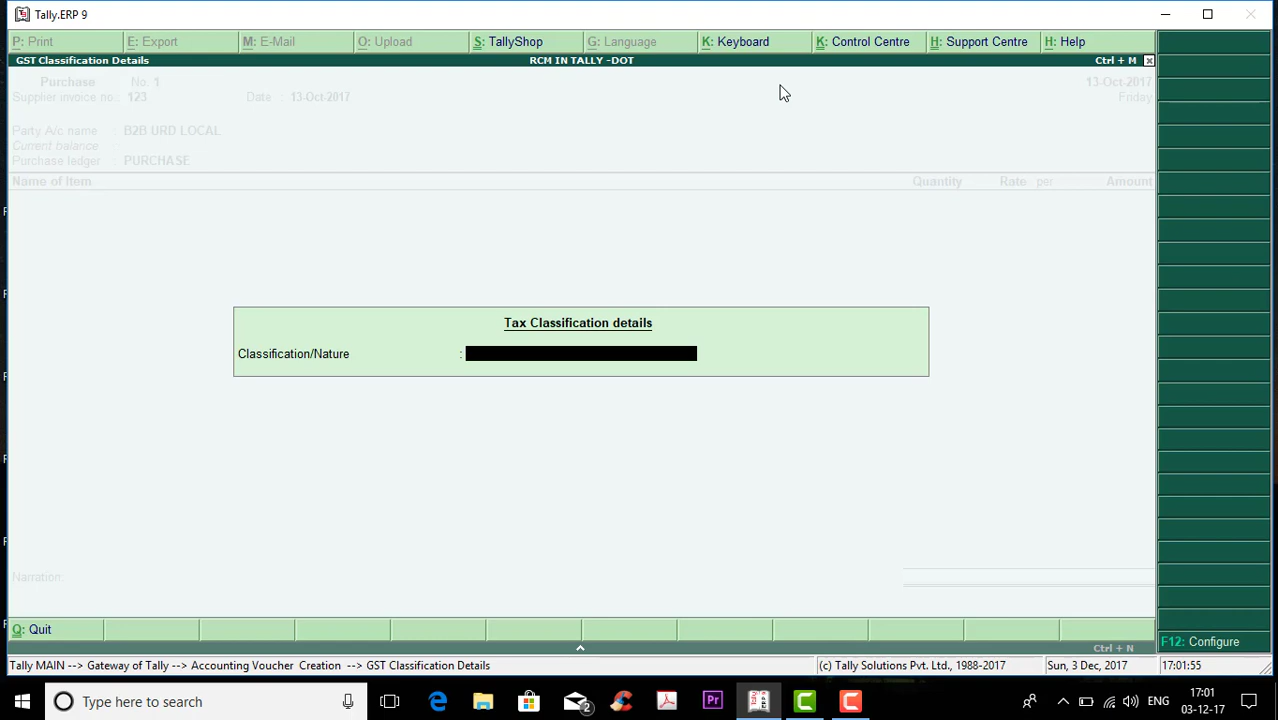 Tally.ERP 9
P: Print E: Export M: E-Mail O: Upload S: TallyShop G: Language K: Keyboard K: Control Centre H: Support Centre H: Help
GST Classification Details RCM IN TALLY -DOT Ctrl + M
Purchase No. 1 13-Oct-2017
Supplier invoice no.: 123 Date : 13-Oct-2017 Friday
Party A/c name : B2B URD LOCAL
Current balance :
Purchase ledger : PURCHASE
Name of Item Quantity Rate per Amount
Tax Classification details
Classification/Nature :
Narration:
Q: Quit
F12: Configure
Ctrl + N
Tally MAIN --> Gateway of Tally --> Accounting Voucher Creation --> GST Classification Details (c) Tally Solutions Pvt. Ltd., 1988-2017 Sun, 3 Dec, 2017 17:01:55
Type here to search 2 Pr ENG 17:01
03-12-17